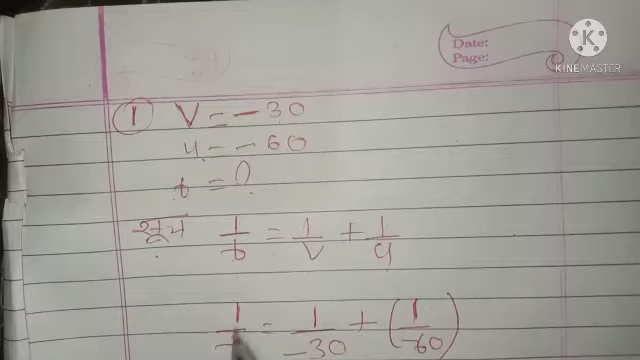 Date:
Page:
KINEMASTER
① V = - 30
u = - 60
f = ?
सूत्र 1/f = 1/v + 1/u
1/f = 1/-30 + (1/-60)